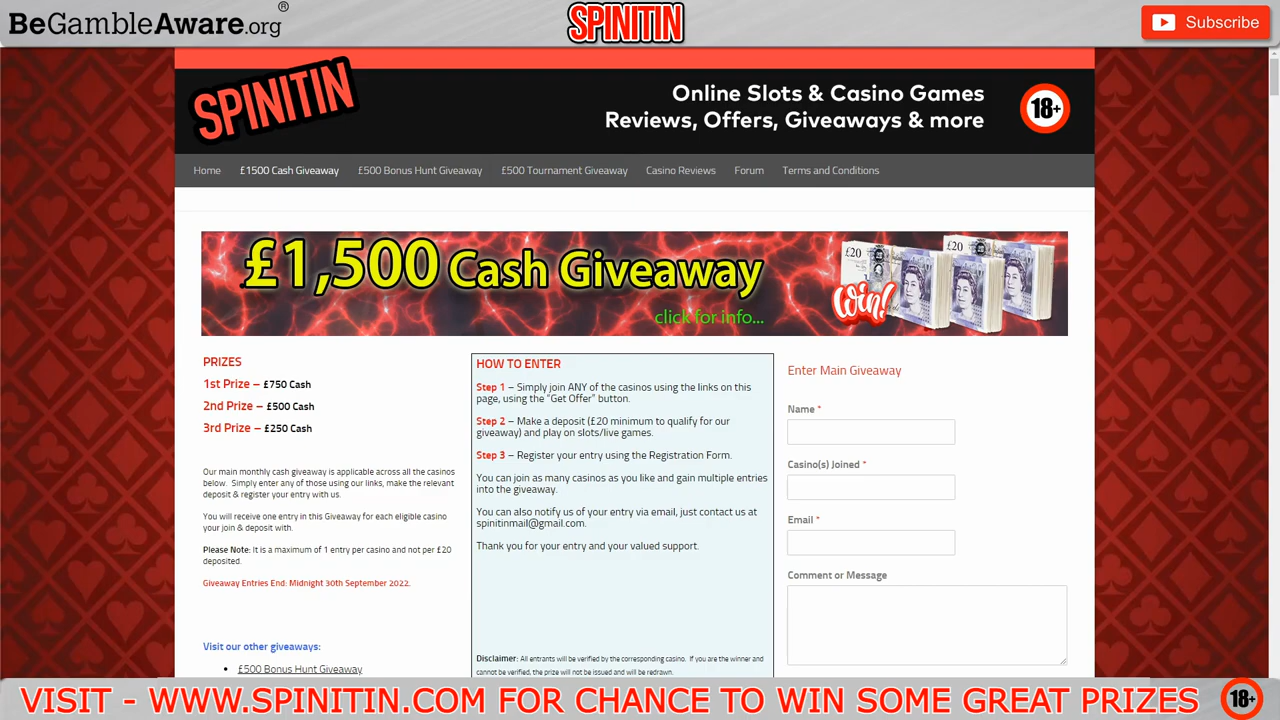 BeGambleAware.org®
SPINITIN
Subscribe
SPINITIN
Online Slots & Casino Games
Reviews, Offers, Giveaways & more
18+
Home £1500 Cash Giveaway £500 Bonus Hunt Giveaway £500 Tournament Giveaway Casino Reviews Forum Terms and Conditions
£1,500 Cash Giveaway
click for info...
Win!
£20
£20
PRIZES
1st Prize – £750 Cash
2nd Prize – £500 Cash
3rd Prize – £250 Cash
Our main monthly cash giveaway is applicable across all the casinos
below. Simply enter any of those using our links, make the relevant
deposit & register your entry with us.
You will receive one entry in this Giveaway for each eligible casino
your join & deposit with.
Please Note: It is a maximum of 1 entry per casino and not per £20
deposited.
Giveaway Entries End: Midnight 30th September 2022.
Visit our other giveaways:
• £500 Bonus Hunt Giveaway
HOW TO ENTER
Step 1 – Simply join ANY of the casinos using the links on this
page, using the "Get Offer" button.
Step 2 – Make a deposit (£20 minimum to qualify for our
giveaway) and play on slots/live games.
Step 3 – Register your entry using the Registration Form.
You can join as many casinos as you like and gain multiple entries
into the giveaway.
You can also notify us of your entry via email, just contact us at
spinitinmail@gmail.com.
Thank you for your entry and your valued support.
Disclaimer: All entrants will be verified by the corresponding casino. If you are the winner and
cannot be verified, the prize will not be issued and will be redrawn.
Enter Main Giveaway
Name *
Casino(s) Joined *
Email *
Comment or Message
VISIT - WWW.SPINITIN.COM FOR CHANCE TO WIN SOME GREAT PRIZES
18+